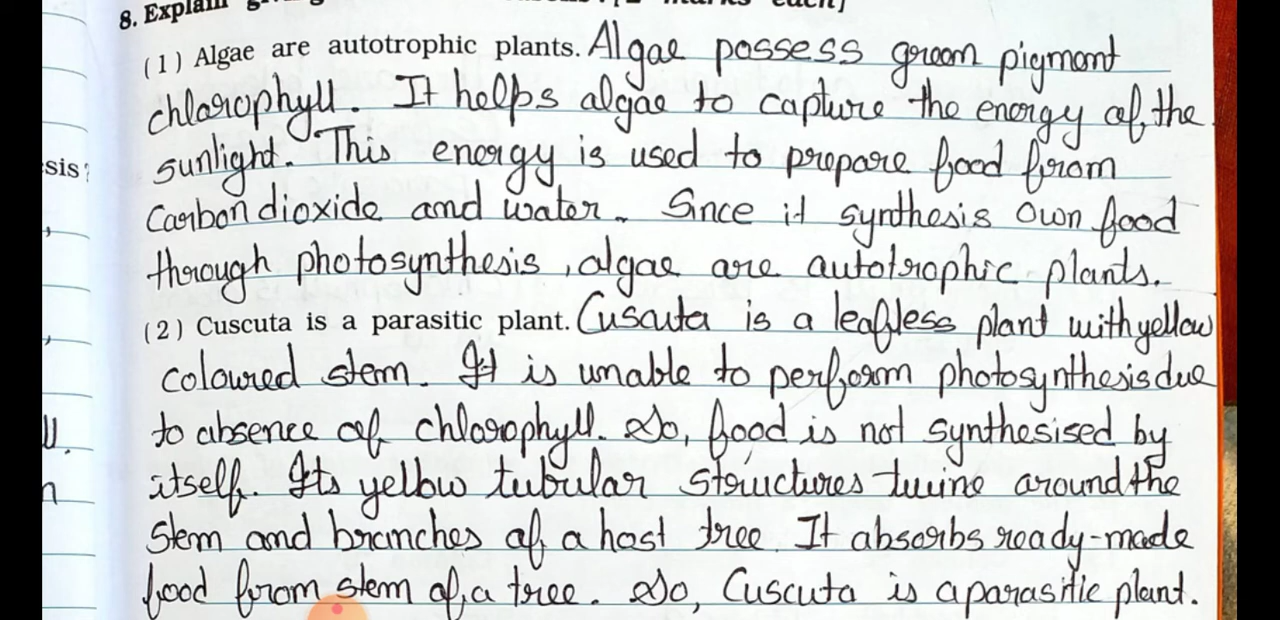 8. Explain
marks each]
(1) Algae are autotrophic plants. Algae possess green pigment
chlorophyll. It helps algae to capture the energy of the
sunlight. This energy is used to prepare food from
sis?
Carbon dioxide and water. Since it synthesis own food
through photosynthesis, algae are autotrophic plants.
(2) Cuscuta is a parasitic plant. Cuscuta is a leafless plant with yellow
coloured stem. It is unable to perform photosynthesis due
to absence of chlorophyll. So, food is not synthesised by
itself. Its yellow tubular structures twine around the
stem and branches of a host tree. It absorbs ready-made
food from stem of a tree. So, Cuscuta is a parasitic plant.